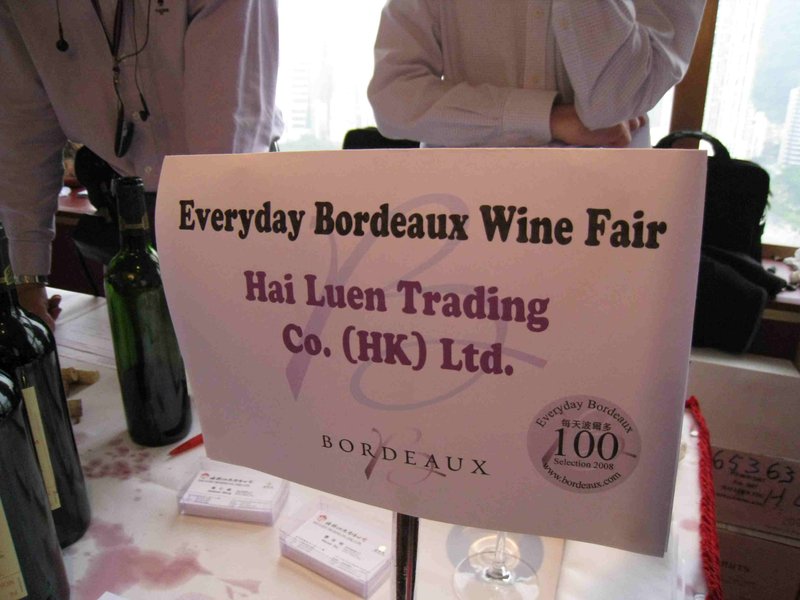 Everyday Bordeaux Wine Fair
Hai Luen Trading
Co. (HK) Ltd.
BORDEAUX
Everyday Bordeaux
每天波爾多
100
Selection 2008
www.bordeaux.com
65363